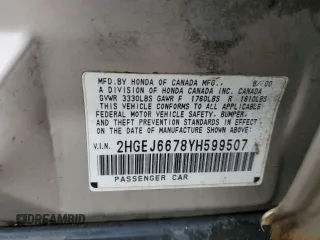 MFD.BY HONDA OF CANADA MFG., 8/00
A DIVISION OF HONDA CANADA INC. CANADA
GVWR 3330LBS GAWR F 1760LBS R 1610LBS
THIS VEHICLE CONFORMS TO ALL APPLICABLE
FEDERAL MOTOR VEHICLE SAFETY, BUMPER,
AND THEFT PREVENTION STANDARDS IN EFFECT
ON THE DATE OF MANUFACTURE SHOWN ABOVE.
V.I.N. 2HGEJ6678YH599507
PASSENGER CAR
DREAMBID